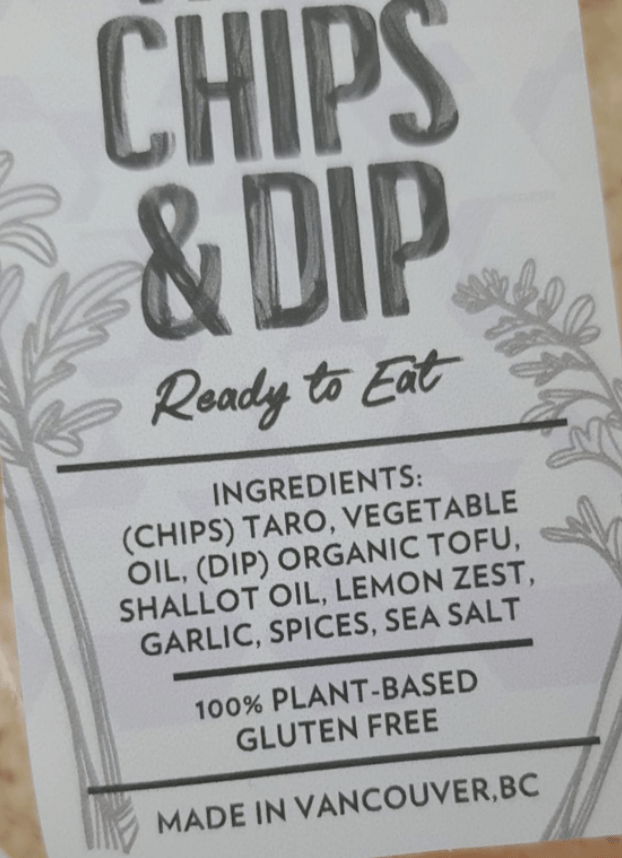 CHIPS
& DIP
Ready to Eat
INGREDIENTS:
(CHIPS) TARO, VEGETABLE
OIL, (DIP) ORGANIC TOFU,
SHALLOT OIL, LEMON ZEST,
GARLIC, SPICES, SEA SALT
100% PLANT-BASED
GLUTEN FREE
MADE IN VANCOUVER,BC